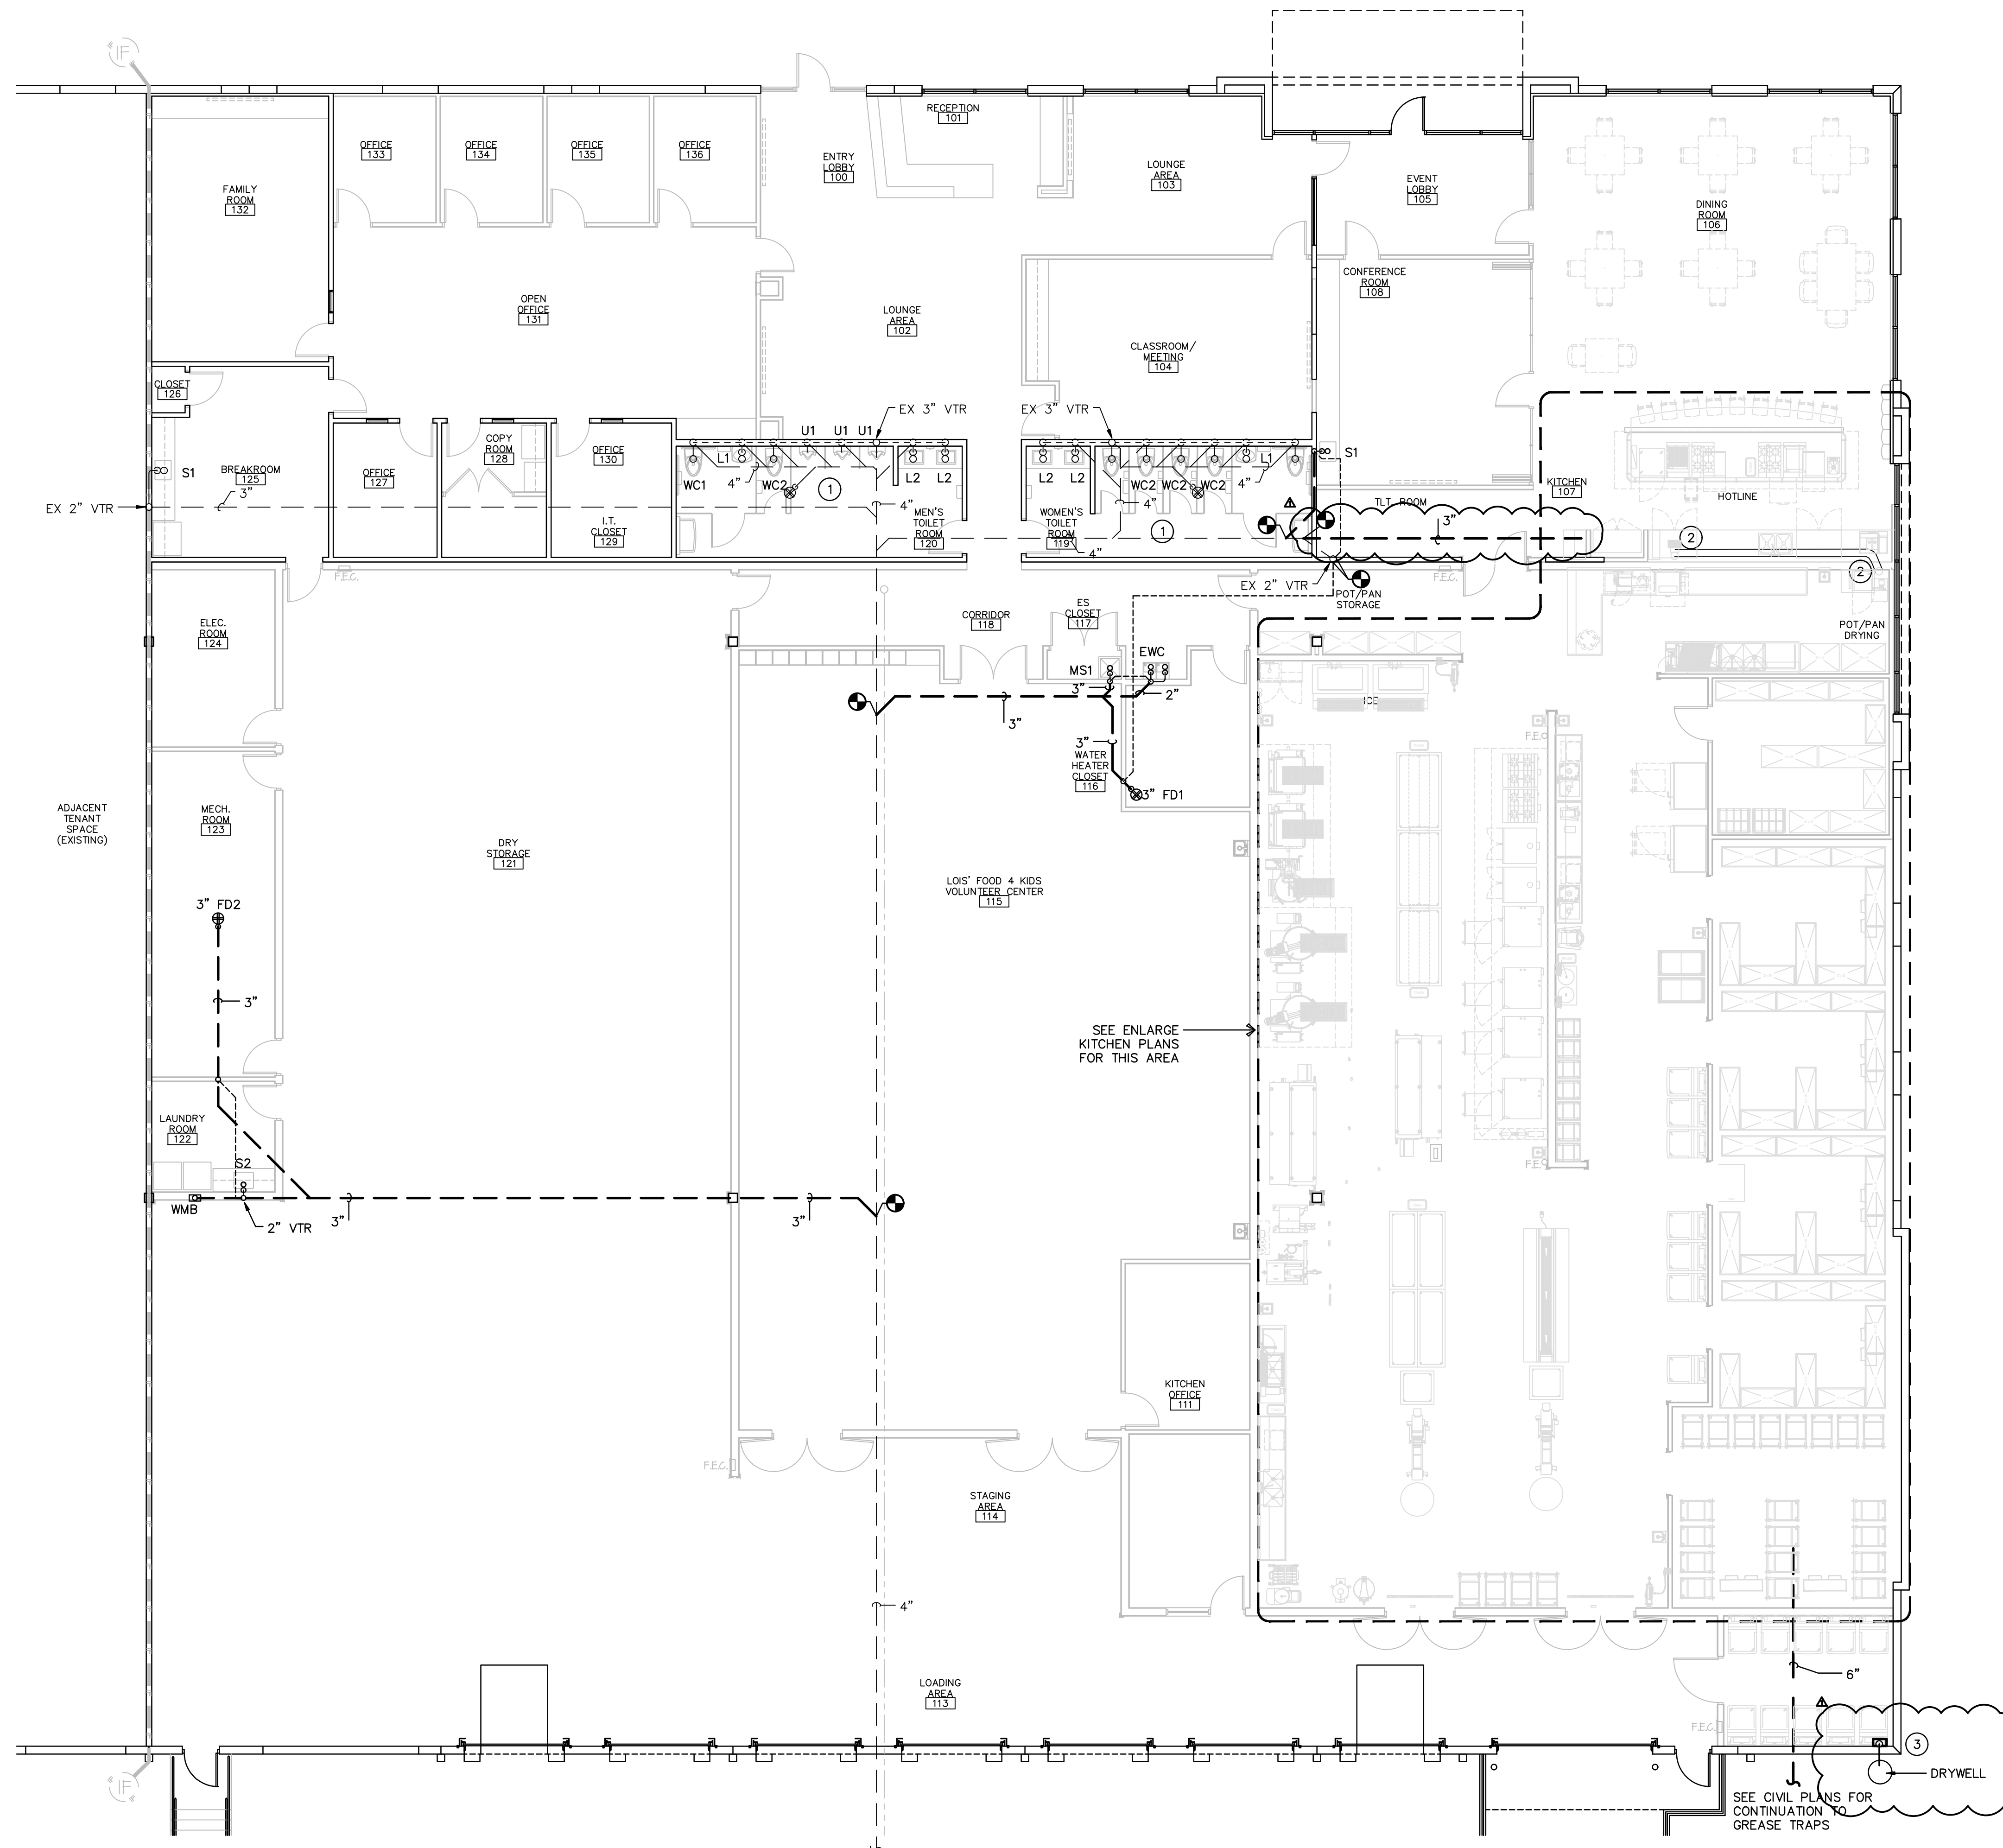 "IF"
RECEPTION
101
OFFICE
133
OFFICE
134
OFFICE
135
OFFICE
136
ENTRY
LOBBY
100
LOUNGE
AREA
103
EVENT
LOBBY
105
FAMILY
ROOM
132
DINING
ROOM
106
CONFERENCE
ROOM
108
OPEN
OFFICE
131
LOUNGE
AREA
102
CLASSROOM/
MEETING
104
CLOSET
126
EX 3" VTR
EX 3" VTR
U1
U1
U1
COPY
ROOM
128
OFFICE
130
S1
BREAKROOM
125
OFFICE
127
L1
WC1
4"
WC2
1
L2
L2
L2
L2
WC2
WC2
WC2
L1
4"
S1
KITCHEN
107
HOTLINE
3"
EX 2" VTR
4"
4"
TLT ROOM
I.T.
CLOSET
129
MEN'S
TOILET
ROOM
120
WOMEN'S
TOILET
ROOM
119
1
4"
3"
2
2
F.E.C.
EX 2" VTR
F.E.C.
POT/PAN
STORAGE
ELEC.
ROOM
124
CORRIDOR
118
ES
CLOSET
117
POT/PAN
DRYING
EWC
MS1
3"
2"
ICE
3"
F.E.C.
3"
WATER
HEATER
CLOSET
116
3" FD1
ADJACENT
TENANT
SPACE
(EXISTING)
MECH.
ROOM
123
DRY
STORAGE
121
LOIS' FOOD 4 KIDS
VOLUNTEER CENTER
115
3" FD2
3"
SEE ENLARGE
KITCHEN PLANS
FOR THIS AREA
LAUNDRY
ROOM
122
S2
F.E.C.
WMB
2" VTR
3"
3"
KITCHEN
OFFICE
111
F.E.C.
STAGING
AREA
114
4"
LOADING
AREA
113
6"
F.E.C.
3
DRYWELL
"IF"
SEE CIVIL PLANS FOR
CONTINUATION TO
GREASE TRAPS